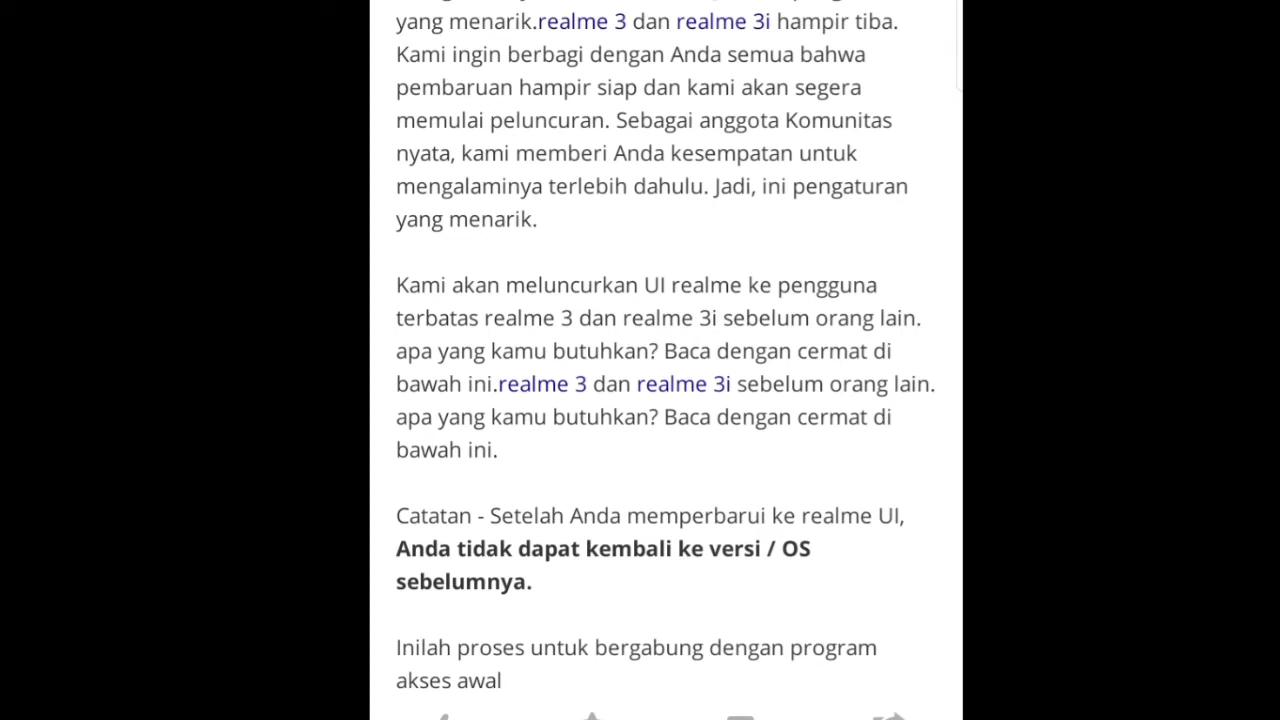 yang menarik.realme 3 dan realme 3i hampir tiba.
Kami ingin berbagi dengan Anda semua bahwa
pembaruan hampir siap dan kami akan segera
memulai peluncuran. Sebagai anggota Komunitas
nyata, kami memberi Anda kesempatan untuk
mengalaminya terlebih dahulu. Jadi, ini pengaturan
yang menarik.
Kami akan meluncurkan UI realme ke pengguna
terbatas realme 3 dan realme 3i sebelum orang lain.
apa yang kamu butuhkan? Baca dengan cermat di
bawah ini.realme 3 dan realme 3i sebelum orang lain.
apa yang kamu butuhkan? Baca dengan cermat di
bawah ini.
Catatan - Setelah Anda memperbarui ke realme UI,
Anda tidak dapat kembali ke versi / OS
sebelumnya.
Inilah proses untuk bergabung dengan program
akses awal